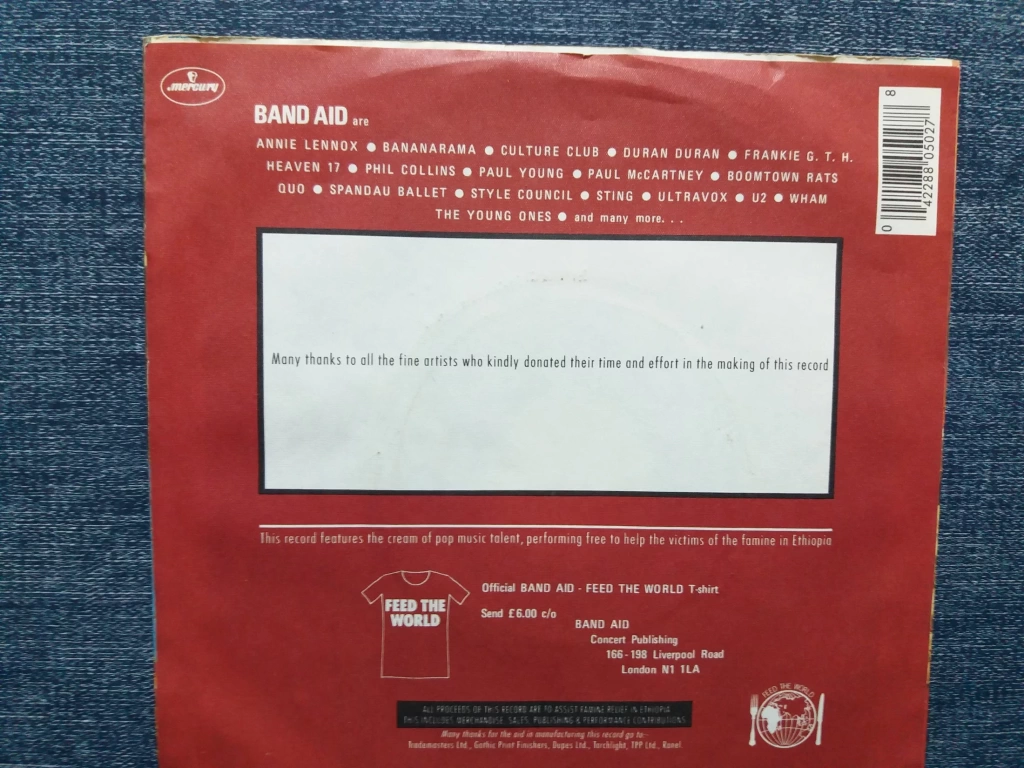 mercury
BAND AID are
ANNIE LENNOX ● BANANARAMA ● CULTURE CLUB ● DURAN DURAN ● FRANKIE G. T. H.
HEAVEN 17 ● PHIL COLLINS ● PAUL YOUNG ● PAUL McCARTNEY ● BOOMTOWN RATS
QUO ● SPANDAU BALLET ● STYLE COUNCIL ● STING ● ULTRAVOX ● U2 ● WHAM
THE YOUNG ONES ● and many more. . .
0 42288 05027 8
Many thanks to all the fine artists who kindly donated their time and effort in the making of this record
This record features the cream of pop music talent, performing free to help the victims of the famine in Ethiopia
FEED THE
WORLD
Official BAND AID - FEED THE WORLD T-shirt
Send £6.00 c/o
BAND AID
Concert Publishing
166-198 Liverpool Road
London N1 1LA
FEED THE WORLD
ALL PROCEEDS OF THIS RECORD ARE TO ASSIST FAMINE RELIEF IN ETHIOPIA
THIS INCLUDES MERCHANDISE, SALES, PUBLISHING & PERFORMANCE CONTRIBUTIONS
Many thanks for the aid in manufacturing this record go to-
Trademasters Ltd., Gothic Print Finishers, Dupes Ltd., Torchlight, TPP Ltd., Ranel.